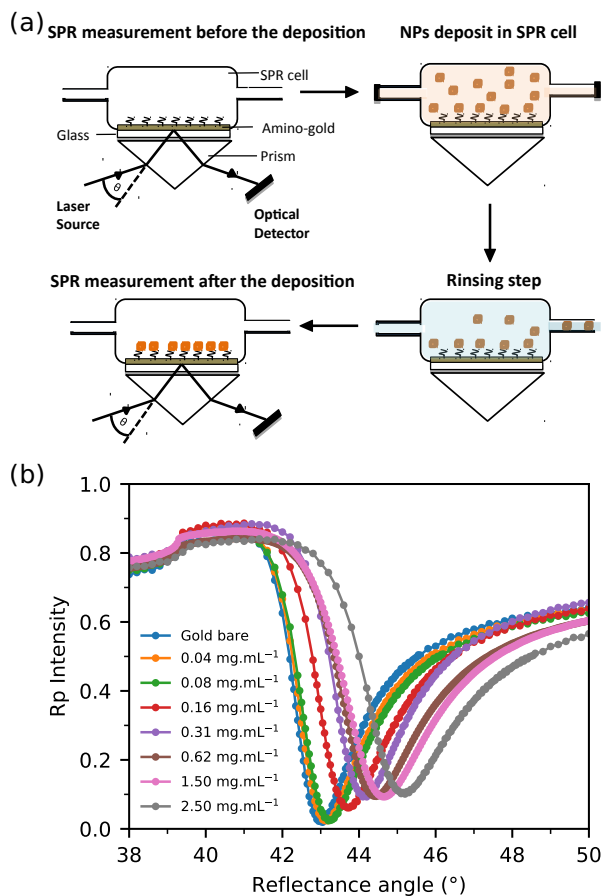 (a)
SPR measurement before the deposition
NPs deposit in SPR cell
SPR cell
Glass
Amino-gold
Prism
θ
Laser
Source
Optical
Detector
SPR measurement after the deposition
Rinsing step
θ
(b)
1.0
0.8
0.6
0.4
0.2
0.0
Rp Intensity
Gold bare
0.04 mg.mL⁻¹
0.08 mg.mL⁻¹
0.16 mg.mL⁻¹
0.31 mg.mL⁻¹
0.62 mg.mL⁻¹
1.50 mg.mL⁻¹
2.50 mg.mL⁻¹
38 40 42 44 46 48 50
Reflectance angle (°)